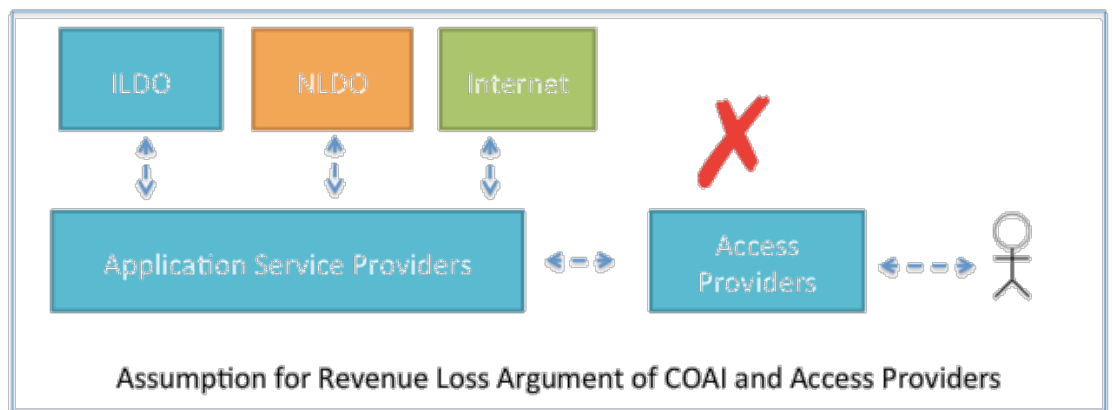 ILDO
NLDO
Internet
Application Service Providers
Access
Providers
Assumption for Revenue Loss Argument of COAI and Access Providers